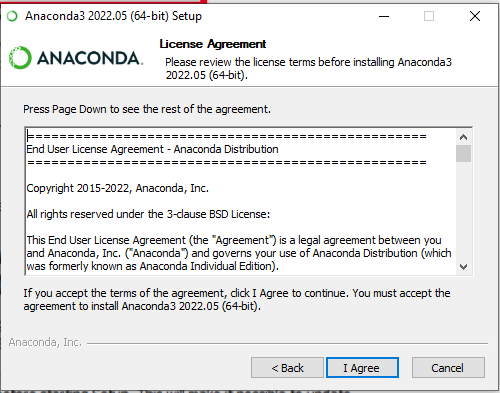 Anaconda3 2022.05 (64-bit) Setup
ANACONDA.
License Agreement
Please review the license terms before installing Anaconda3
2022.05 (64-bit).
Press Page Down to see the rest of the agreement.
====================================================
End User License Agreement - Anaconda Distribution
====================================================
Copyright 2015-2022, Anaconda, Inc.
All rights reserved under the 3-clause BSD License:
This End User License Agreement (the "Agreement") is a legal agreement between you
and Anaconda, Inc. ("Anaconda") and governs your use of Anaconda Distribution (which
was formerly known as Anaconda Individual Edition).
If you accept the terms of the agreement, click I Agree to continue. You must accept the
agreement to install Anaconda3 2022.05 (64-bit).
Anaconda, Inc.
< Back
I Agree
Cancel